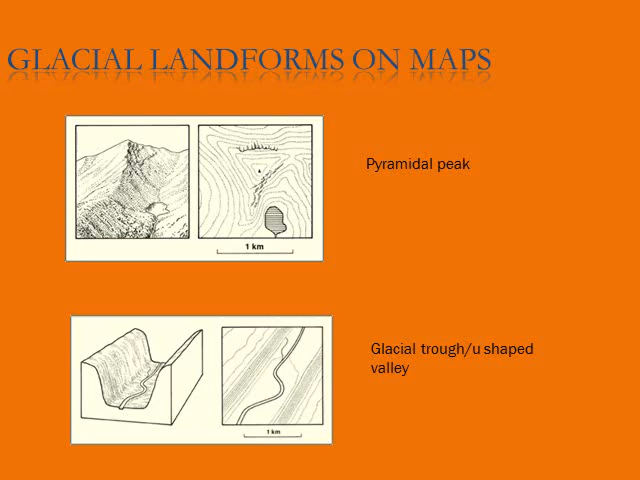 GLACIAL LANDFORMS ON MAPS
Pyramidal peak
1 km
Glacial trough/u shaped
valley
1 km